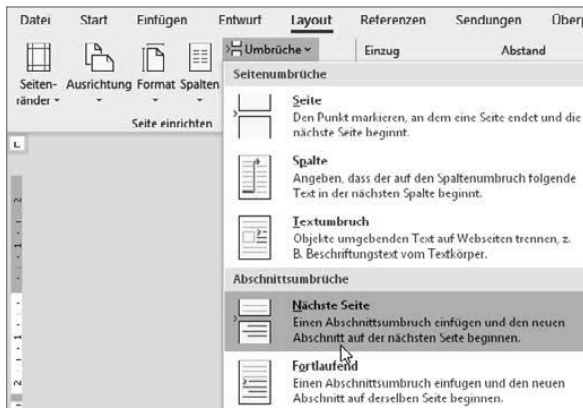 Datei Start Einfügen Entwurf Layout Referenzen Sendungen Überp
Umbrüche Einzug Abstand
Seiten-
ränder
Ausrichtung Format Spalten
Seite einrichten
Seitenumbrüche
Seite
Den Punkt markieren, an dem eine Seite endet und die
nächste Seite beginnt.
Spalte
Angeben, dass der auf den Spaltenumbruch folgende
Text in der nächsten Spalte beginnt.
Textumbruch
Objekte umgebenden Text auf Webseiten trennen, z.
B. Beschriftungstext vom Textkörper.
Abschnittsumbrüche
Nächste Seite
Einen Abschnittsumbruch einfügen und den neuen
Abschnitt auf der nächsten Seite beginnen.
Fortlaufend
Einen Abschnittsumbruch einfügen und den neuen
Abschnitt auf derselben Seite beginnen.
L
2
1
1
2